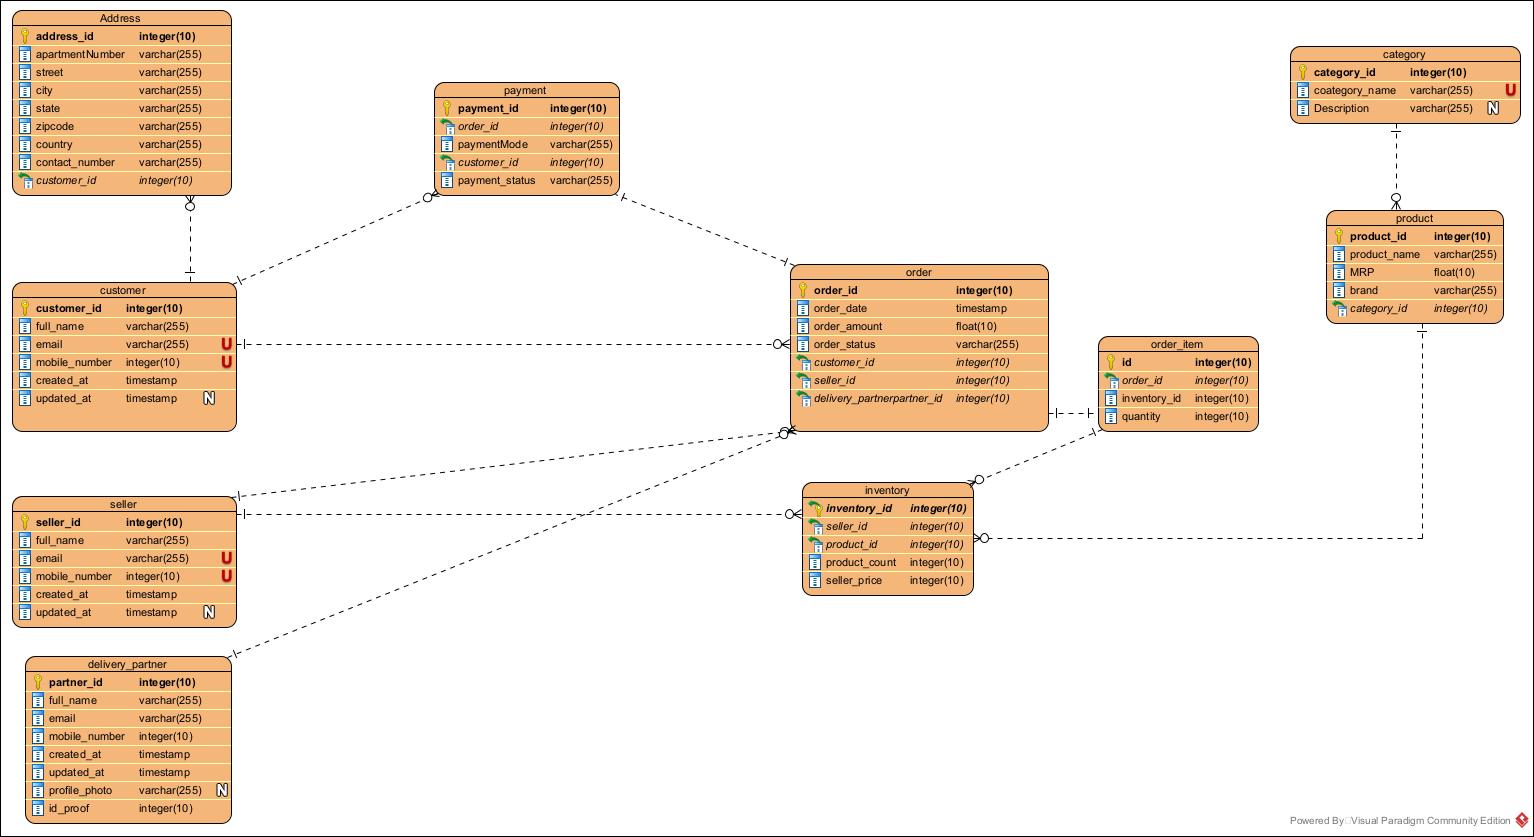 Address
address_id integer(10)
apartmentNumber varchar(255)
street varchar(255)
city varchar(255)
state varchar(255)
zipcode varchar(255)
country varchar(255)
contact_number varchar(255)
customer_id integer(10)
payment
payment_id integer(10)
order_id integer(10)
paymentMode varchar(255)
customer_id integer(10)
payment_status varchar(255)
category
category_id integer(10)
coategory_name varchar(255) U
Description varchar(255) N
product
product_id integer(10)
product_name varchar(255)
MRP float(10)
brand varchar(255)
category_id integer(10)
customer
customer_id integer(10)
full_name varchar(255)
email varchar(255) U
mobile_number integer(10) U
created_at timestamp
updated_at timestamp N
order
order_id integer(10)
order_date timestamp
order_amount float(10)
order_status varchar(255)
customer_id integer(10)
seller_id integer(10)
delivery_partnerpartner_id integer(10)
order_item
id integer(10)
order_id integer(10)
inventory_id integer(10)
quantity integer(10)
seller
seller_id integer(10)
full_name varchar(255)
email varchar(255) U
mobile_number integer(10) U
created_at timestamp
updated_at timestamp N
inventory
inventory_id integer(10)
seller_id integer(10)
product_id integer(10)
product_count integer(10)
seller_price integer(10)
delivery_partner
partner_id integer(10)
full_name varchar(255)
email varchar(255)
mobile_number integer(10)
created_at timestamp
updated_at timestamp
profile_photo varchar(255) N
id_proof integer(10)
Powered By Visual Paradigm Community Edition